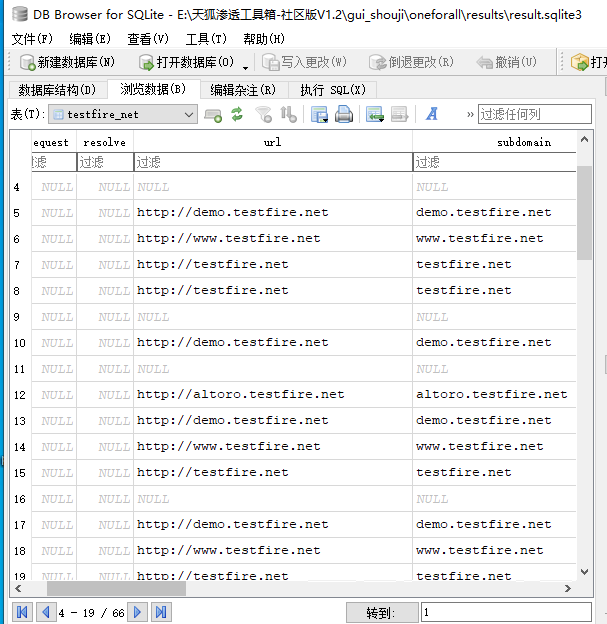 DB Browser for SQLite - E:\天狐渗透工具箱-社区版V1.2\gui_shouji\oneforall\results\result.sqlite3
文件(F) 编辑(E) 查看(V) 工具(T) 帮助(H)
新建数据库(N) 打开数据库(O) 写入更改(W) 倒退更改(R) 撤销(U) 打开
数据库结构(D) 浏览数据(B) 编辑杂注(R) 执行 SQL(X)
表(T): testfire_net A » 过滤任何列
equest resolve url subdomain
过滤 过滤 过滤 过滤
4 NULL NULL NULL NULL
5 NULL NULL http://demo.testfire.net demo.testfire.net
6 NULL NULL http://www.testfire.net www.testfire.net
7 NULL NULL http://testfire.net testfire.net
8 NULL NULL http://testfire.net testfire.net
9 NULL NULL NULL NULL
10 NULL NULL http://demo.testfire.net demo.testfire.net
11 NULL NULL NULL NULL
12 NULL NULL http://altoro.testfire.net altoro.testfire.net
13 NULL NULL http://demo.testfire.net demo.testfire.net
14 NULL NULL http://www.testfire.net www.testfire.net
15 NULL NULL http://testfire.net testfire.net
16 NULL NULL NULL NULL
17 NULL NULL http://demo.testfire.net demo.testfire.net
18 NULL NULL http://www.testfire.net www.testfire.net
19 NULL NULL http://testfire.net testfire.net
4 - 19 / 66 转到: 1